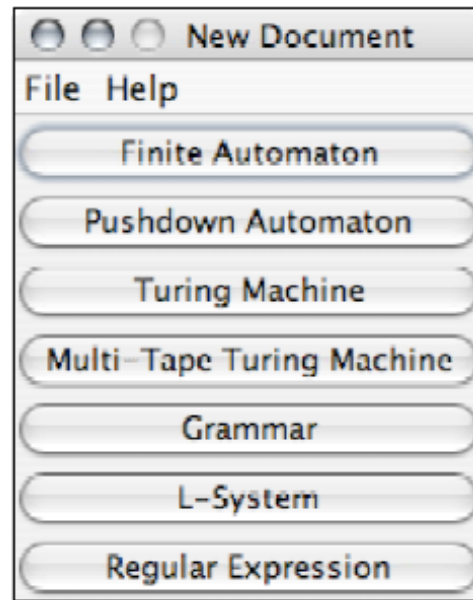 New Document
File Help
Finite Automaton
Pushdown Automaton
Turing Machine
Multi-Tape Turing Machine
Grammar
L-System
Regular Expression